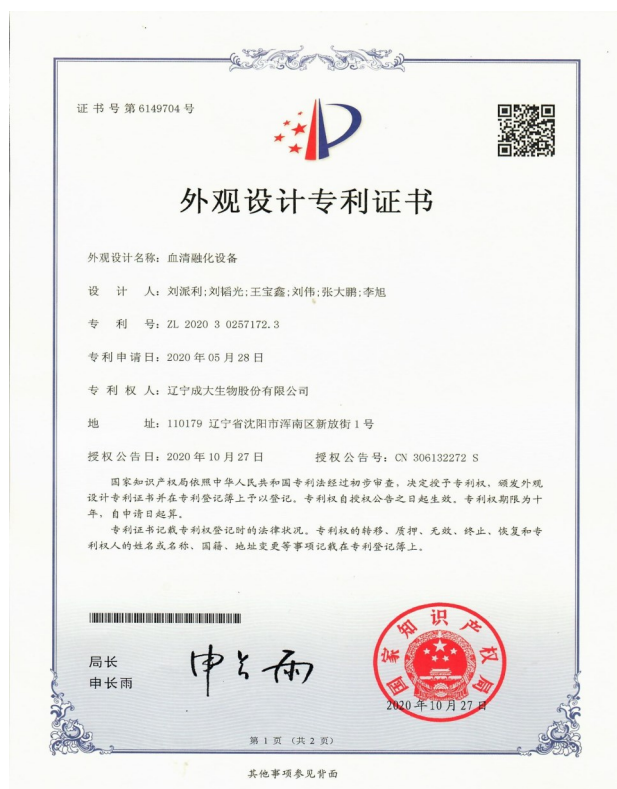 证书号第6149704号
外观设计专利证书
外观设计名称：血清融化设备
设计人：刘派利;刘韬光;王宝鑫;刘伟;张大鹏;李旭
专利号：ZL 2020 3 0257172.3
专利申请日：2020年05月28日
专利权人：辽宁成大生物股份有限公司
地址：110179 辽宁省沈阳市浑南区新放街1号
授权公告日：2020年10月27日 授权公告号：CN 306132272 S
国家知识产权局依照中华人民共和国专利法经过初步审查，决定授予专利权，颁发外观
设计专利证书并在专利登记簿上予以登记。专利权自授权公告之日起生效。专利权期限为十
年，自申请日起算。
专利证书记载专利权登记时的法律状况。专利权的转移、质押、无效、终止、恢复和专
利权人的姓名或名称、国籍、地址变更等事项记载在专利登记簿上。
局长
申长雨
申长雨
国家知识产权局
2020年10月27日
第1页（共2页）
其他事项参见背面